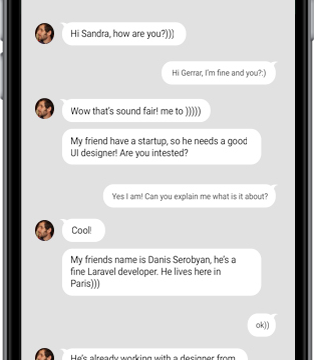 Hi Sandra, how are you?)))
Hi Gerrar, I'm fine and you?:)
Wow that's sound fair! me to )))))
My friend have a startup, so he needs a good
UI designer! Are you intested?
Yes I am! Can you explain me what is it about?
Cool!
My friends name is Danis Serobyan, he's a
fine Laravel developer. He lives here in
Paris)))
ok))
He's already working with a designer from